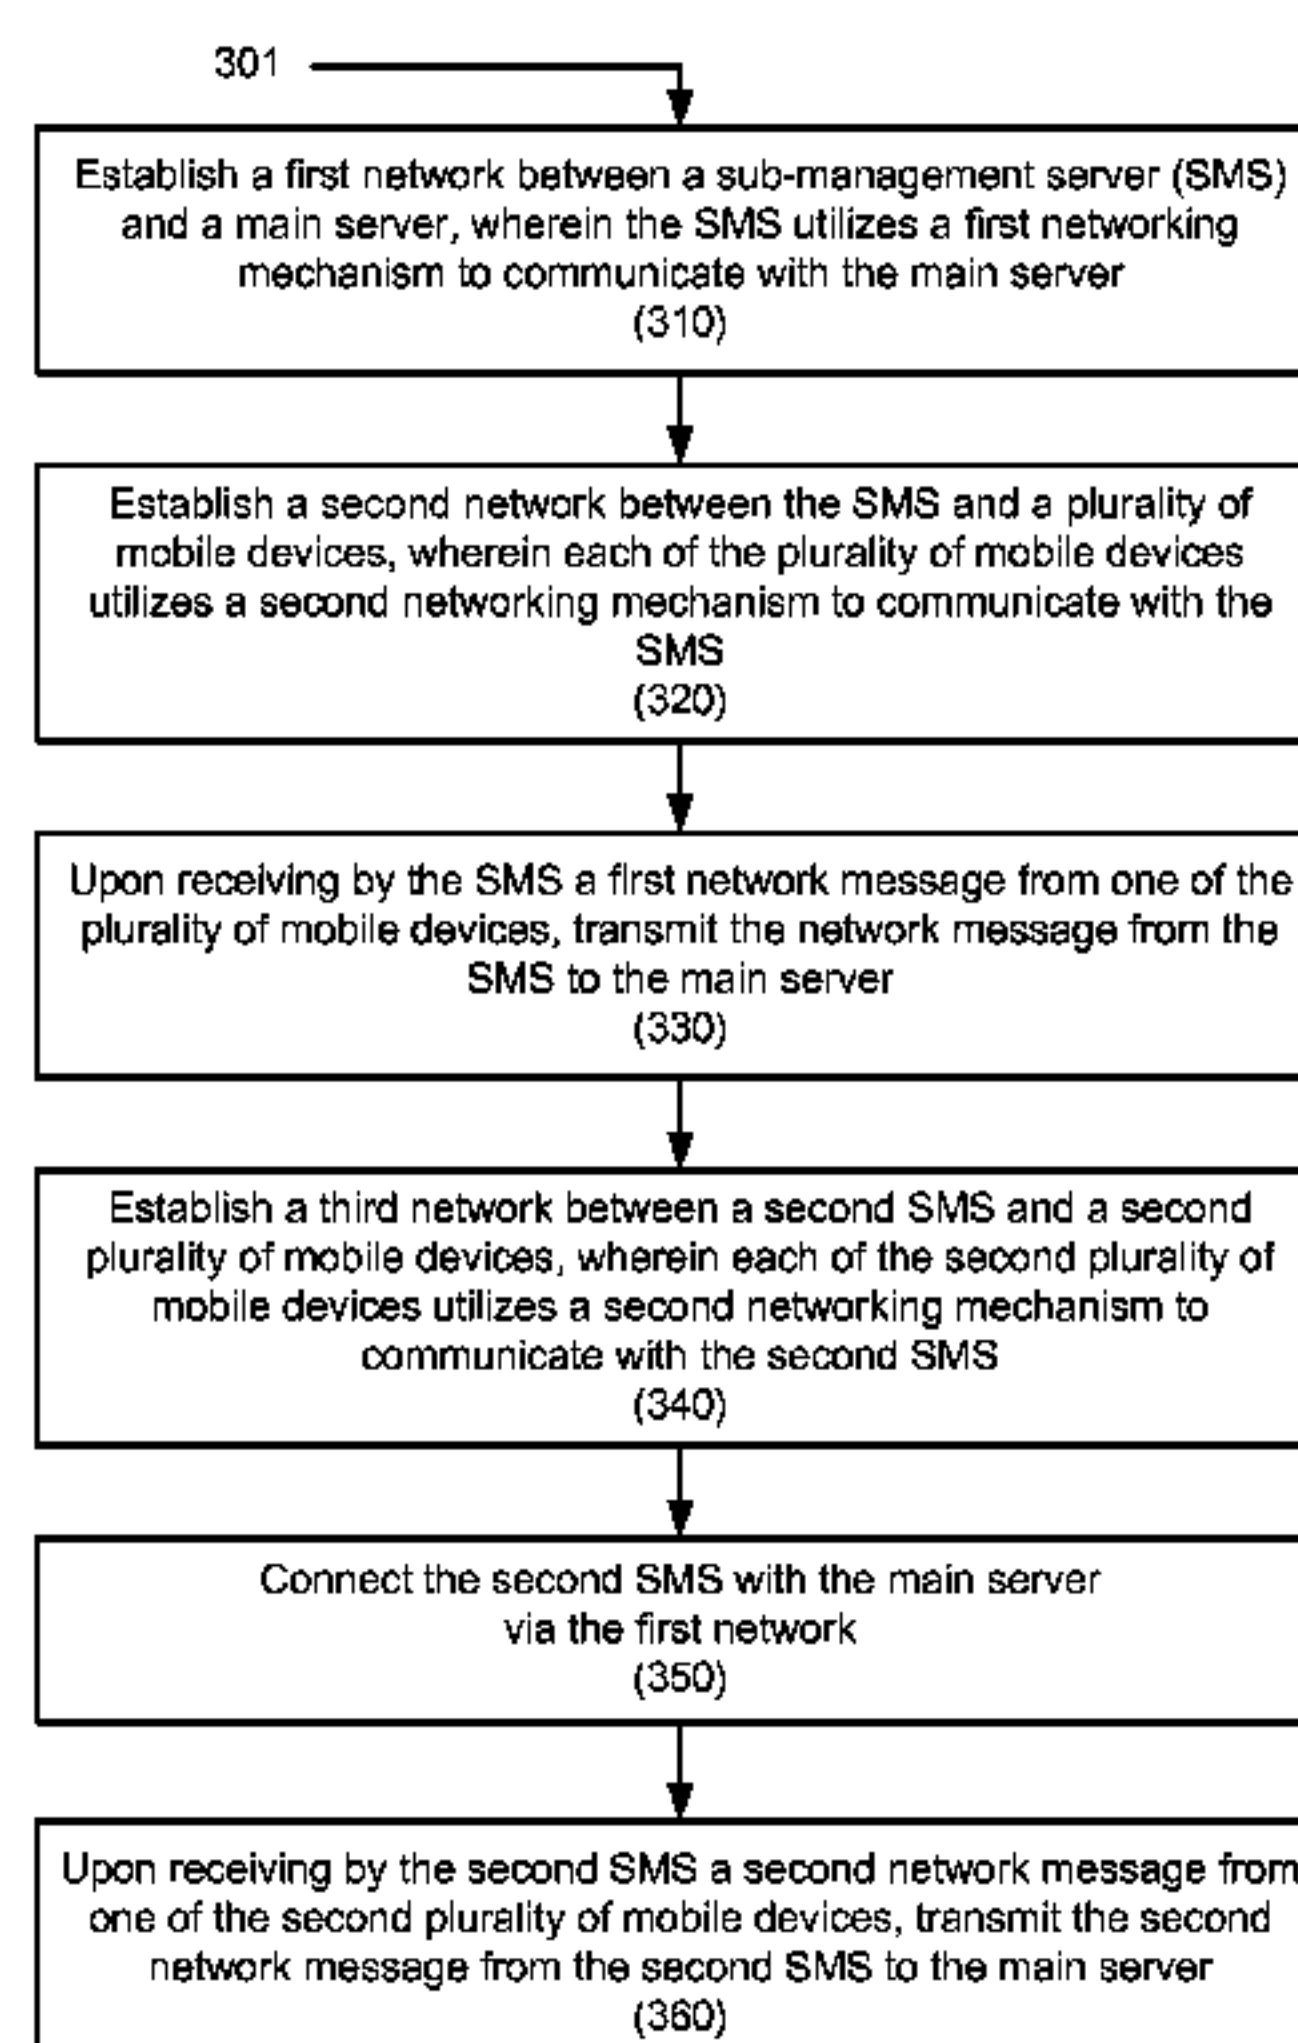 301
Establish a first network between a sub-management server (SMS)
and a main server, wherein the SMS utilizes a first networking
mechanism to communicate with the main server
(310)
Establish a second network between the SMS and a plurality of
mobile devices, wherein each of the plurality of mobile devices
utilizes a second networking mechanism to communicate with the
SMS
(320)
Upon receiving by the SMS a first network message from one of the
plurality of mobile devices, transmit the network message from the
SMS to the main server
(330)
Establish a third network between a second SMS and a second
plurality of mobile devices, wherein each of the second plurality of
mobile devices utilizes a second networking mechanism to
communicate with the second SMS
(340)
Connect the second SMS with the main server
via the first network
(350)
Upon receiving by the second SMS a second network message from
one of the second plurality of mobile devices, transmit the second
network message from the second SMS to the main server
(360)